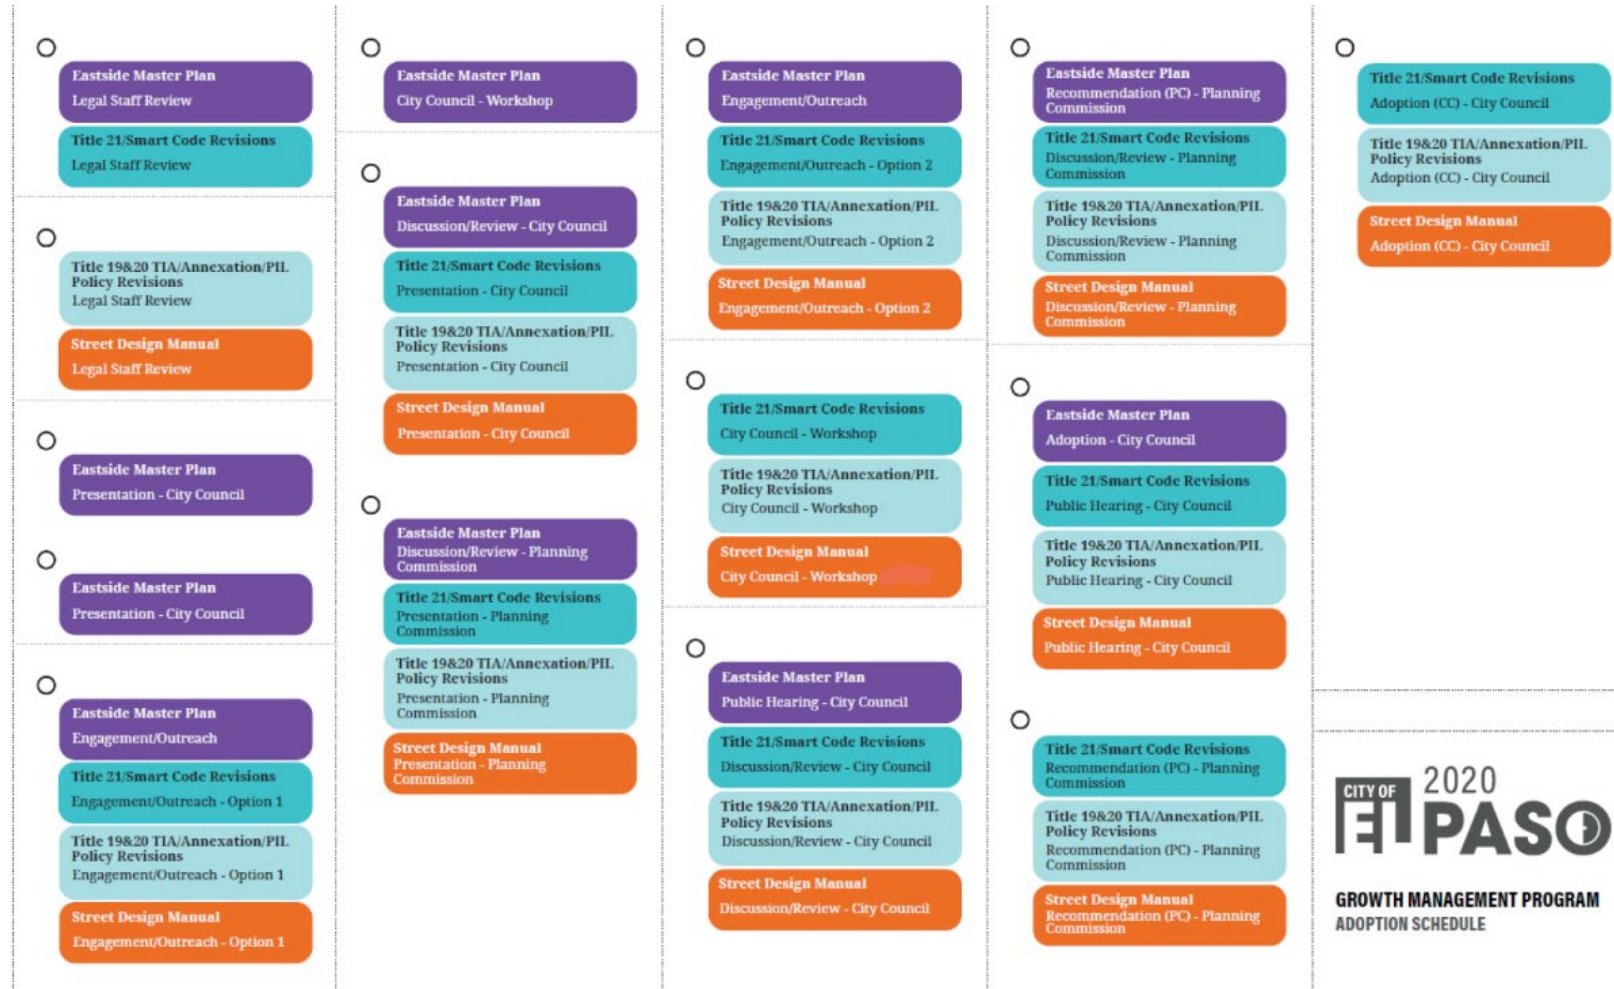 Eastside Master Plan
Legal Staff Review
Title 21/Smart Code Revisions
Legal Staff Review
Title 19&20 TIA/Annexation/PIL
Policy Revisions
Legal Staff Review
Street Design Manual
Legal Staff Review
Eastside Master Plan
Presentation - City Council
Eastside Master Plan
Presentation - City Council
Eastside Master Plan
Engagement/Outreach
Title 21/Smart Code Revisions
Engagement/Outreach - Option 1
Title 19&20 TIA/Annexation/PIL
Policy Revisions
Engagement/Outreach - Option 1
Street Design Manual
Engagement/Outreach - Option 1
Eastside Master Plan
City Council - Workshop
Eastside Master Plan
Discussion/Review - City Council
Title 21/Smart Code Revisions
Presentation - City Council
Title 19&20 TIA/Annexation/PIL
Policy Revisions
Presentation - City Council
Street Design Manual
Presentation - City Council
Eastside Master Plan
Discussion/Review - Planning
Commission
Title 21/Smart Code Revisions
Presentation - Planning
Commission
Title 19&20 TIA/Annexation/PIL
Policy Revisions
Presentation - Planning
Commission
Street Design Manual
Presentation - Planning
Commission
Eastside Master Plan
Engagement/Outreach
Title 21/Smart Code Revisions
Engagement/Outreach - Option 2
Title 19&20 TIA/Annexation/PIL
Policy Revisions
Engagement/Outreach - Option 2
Street Design Manual
Engagement/Outreach - Option 2
Title 21/Smart Code Revisions
City Council - Workshop
Title 19&20 TIA/Annexation/PIL
Policy Revisions
City Council - Workshop
Street Design Manual
City Council - Workshop
Eastside Master Plan
Public Hearing - City Council
Title 21/Smart Code Revisions
Discussion/Review - City Council
Title 19&20 TIA/Annexation/PIL
Policy Revisions
Discussion/Review - City Council
Street Design Manual
Discussion/Review - City Council
Eastside Master Plan
Recommendation (PC) - Planning
Commission
Title 21/Smart Code Revisions
Discussion/Review - Planning
Commission
Title 19&20 TIA/Annexation/PIL
Policy Revisions
Discussion/Review - Planning
Commission
Street Design Manual
Discussion/Review - Planning
Commission
Eastside Master Plan
Adoption - City Council
Title 21/Smart Code Revisions
Public Hearing - City Council
Title 19&20 TIA/Annexation/PIL
Policy Revisions
Public Hearing - City Council
Street Design Manual
Public Hearing - City Council
Title 21/Smart Code Revisions
Recommendation (PC) - Planning
Commission
Title 19&20 TIA/Annexation/PIL
Policy Revisions
Recommendation (PC) - Planning
Commission
Street Design Manual
Recommendation (PC) - Planning
Commission
Title 21/Smart Code Revisions
Adoption (CC) - City Council
Title 19&20 TIA/Annexation/PIL
Policy Revisions
Adoption (CC) - City Council
Street Design Manual
Adoption (CC) - City Council
2020
CITY OF
EL PASO
GROWTH MANAGEMENT PROGRAM
ADOPTION SCHEDULE